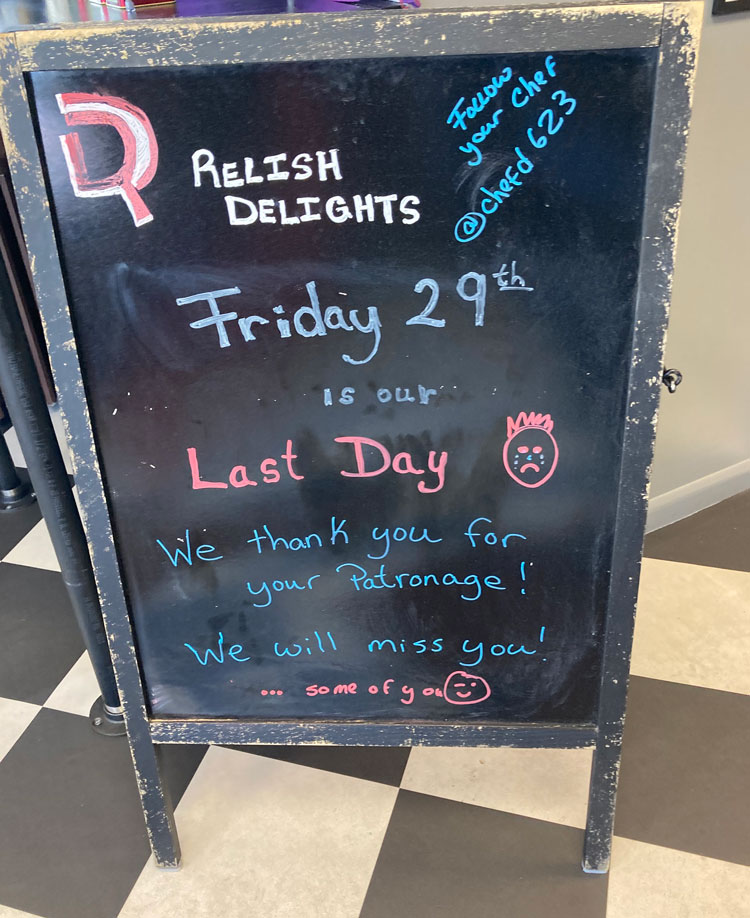 RELISH
DELIGHTS
Follow
your Chef
@chefd623
Friday 29th
is our
Last Day
We thank you for
your Patronage!
We will miss you!
... some of you